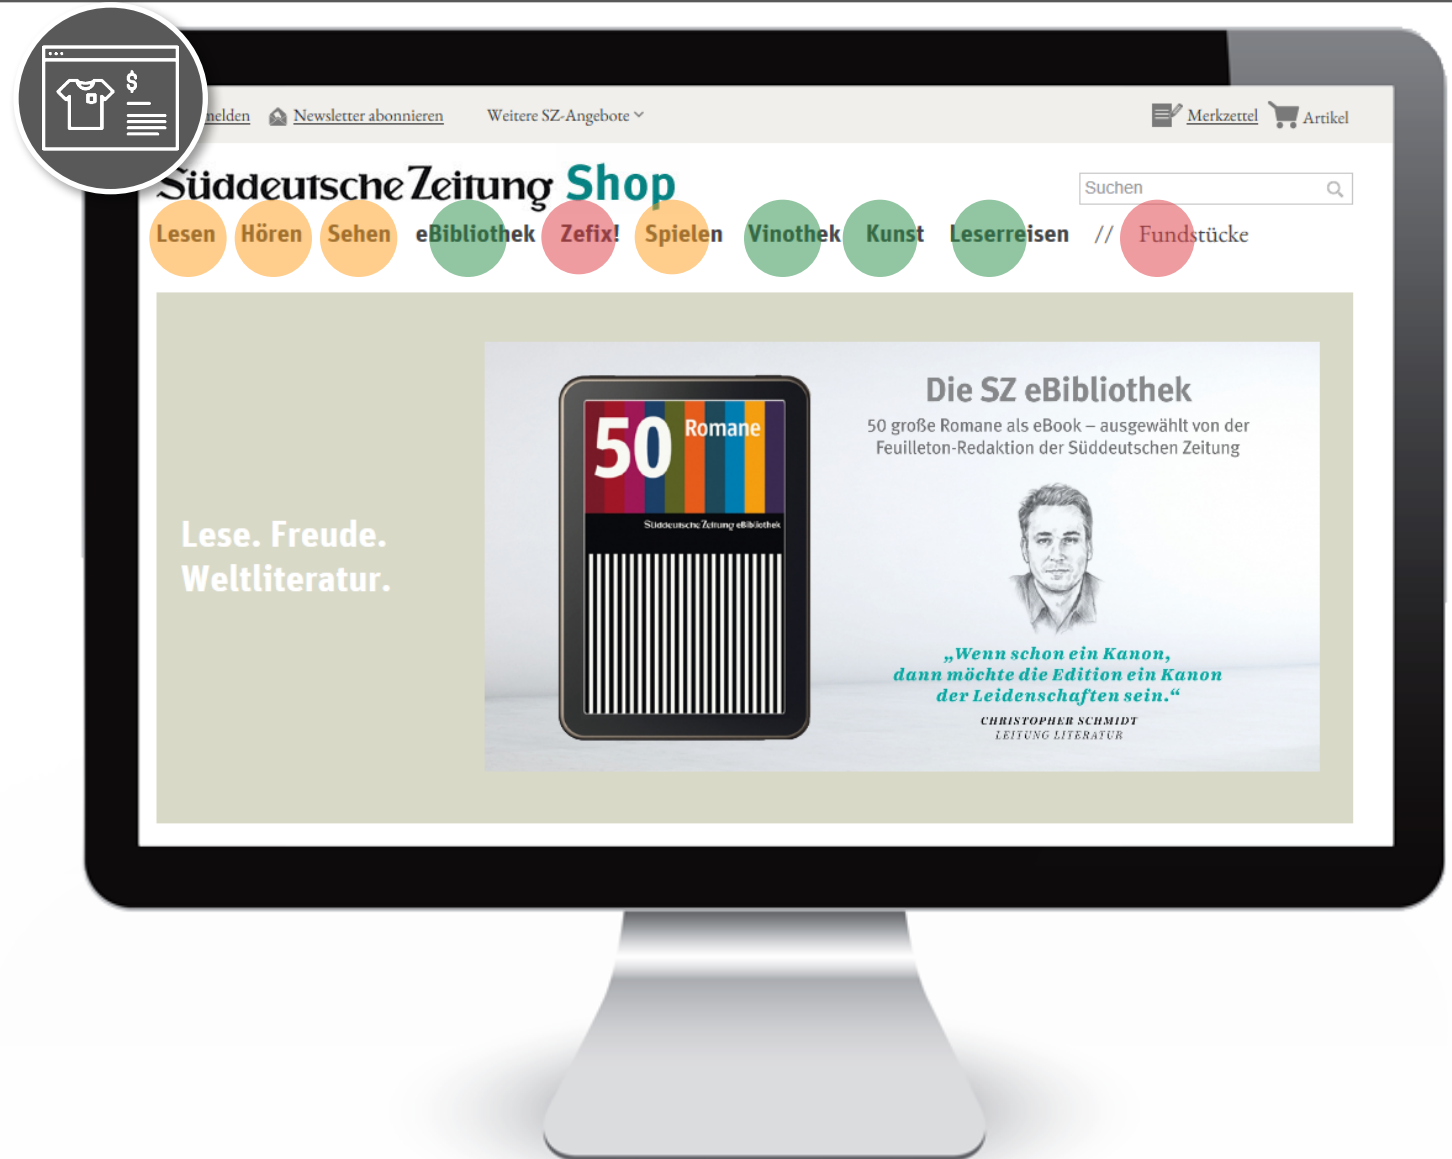 $
melden Newsletter abonnieren Weitere SZ-Angebote Merkzettel Artikel
Süddeutsche Zeitung Shop
Suchen
Lesen Hören Sehen eBibliothek Zefix! Spielen Vinothek Kunst Leserreisen // Fundstücke
Lese. Freude.
Weltliteratur.
50 Romane
Süddeutsche Zeitung eBibliothek
Die SZ eBibliothek
50 große Romane als eBook – ausgewählt von der
Feuilleton-Redaktion der Süddeutschen Zeitung
„Wenn schon ein Kanon,
dann möchte die Edition ein Kanon
der Leidenschaften sein.“
CHRISTOPHER SCHMIDT
LEITUNG LITERATUR